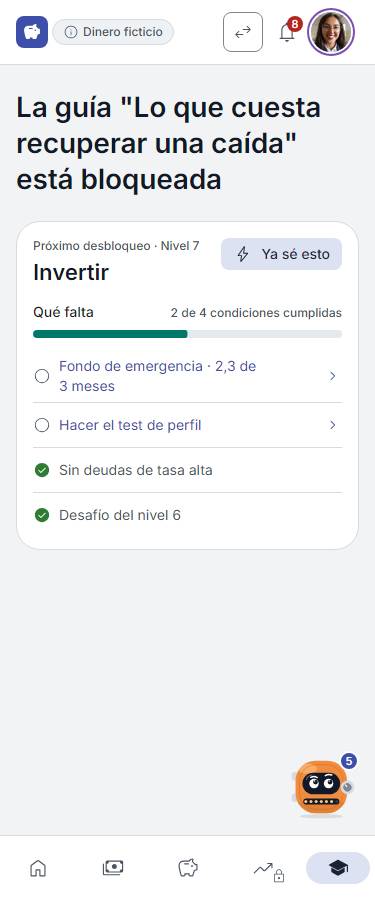 Dinero ficticio
8
La guía "Lo que cuesta
recuperar una caída"
está bloqueada
Próximo desbloqueo · Nivel 7
Invertir
Ya sé esto
Qué falta
2 de 4 condiciones cumplidas
Fondo de emergencia · 2,3 de
3 meses
Hacer el test de perfil
Sin deudas de tasa alta
Desafío del nivel 6
5